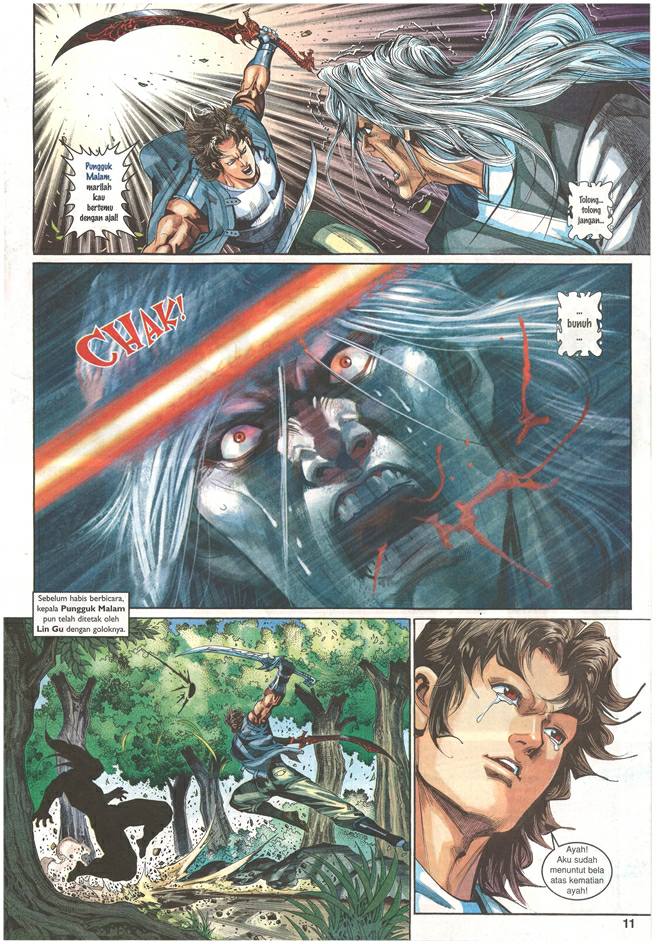 Pungguk
Malam,
marilah
kau
bertemu
dengan ajal!
Tolong...
tolong
jangan...
CHAK!
...
bunuh
...
Sebelum habis berbicara,
kepala Pungguk Malam
pun telah ditetak oleh
Lin Gu dengan goloknya.
Ayah!
Aku sudah
menuntut bela
atas kematian
ayah!
11